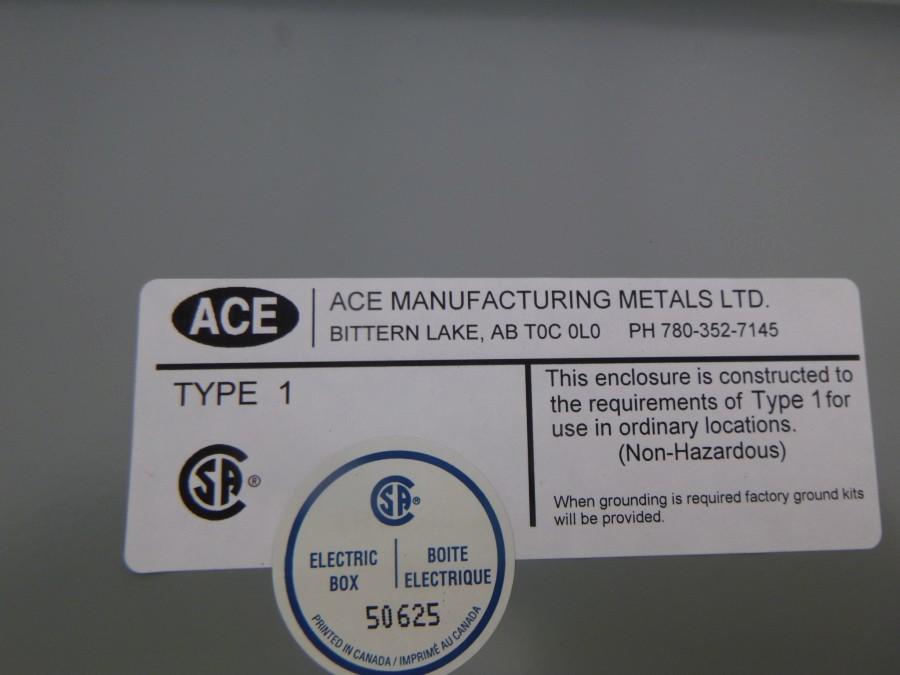 ACE
ACE MANUFACTURING METALS LTD.
BITTERN LAKE, AB T0C 0L0 PH 780-352-7145
TYPE 1
This enclosure is constructed to
the requirements of Type 1 for
use in ordinary locations.
(Non-Hazardous)
When grounding is required factory ground kits
will be provided.
SA ®
SA ®
ELECTRIC
BOX
BOITE
ELECTRIQUE
50625
PRINTED IN CANADA / IMPRIMÉ AU CANADA